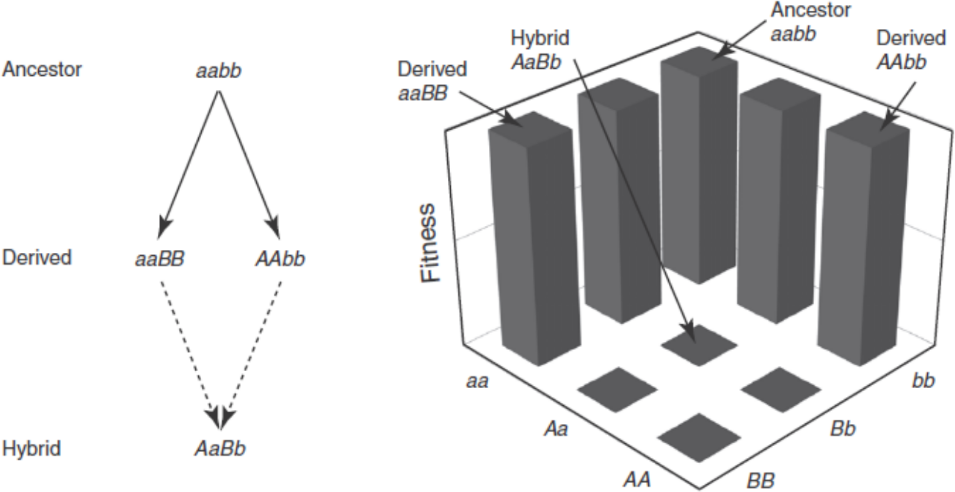 Ancestor
aabb
Derived
aaBB
AAbb
Hybrid
AaBb
Ancestor
aabb
Hybrid
AaBb
Derived
AAbb
Derived
aaBB
Fitness
aa
Aa
AA
bb
Bb
BB